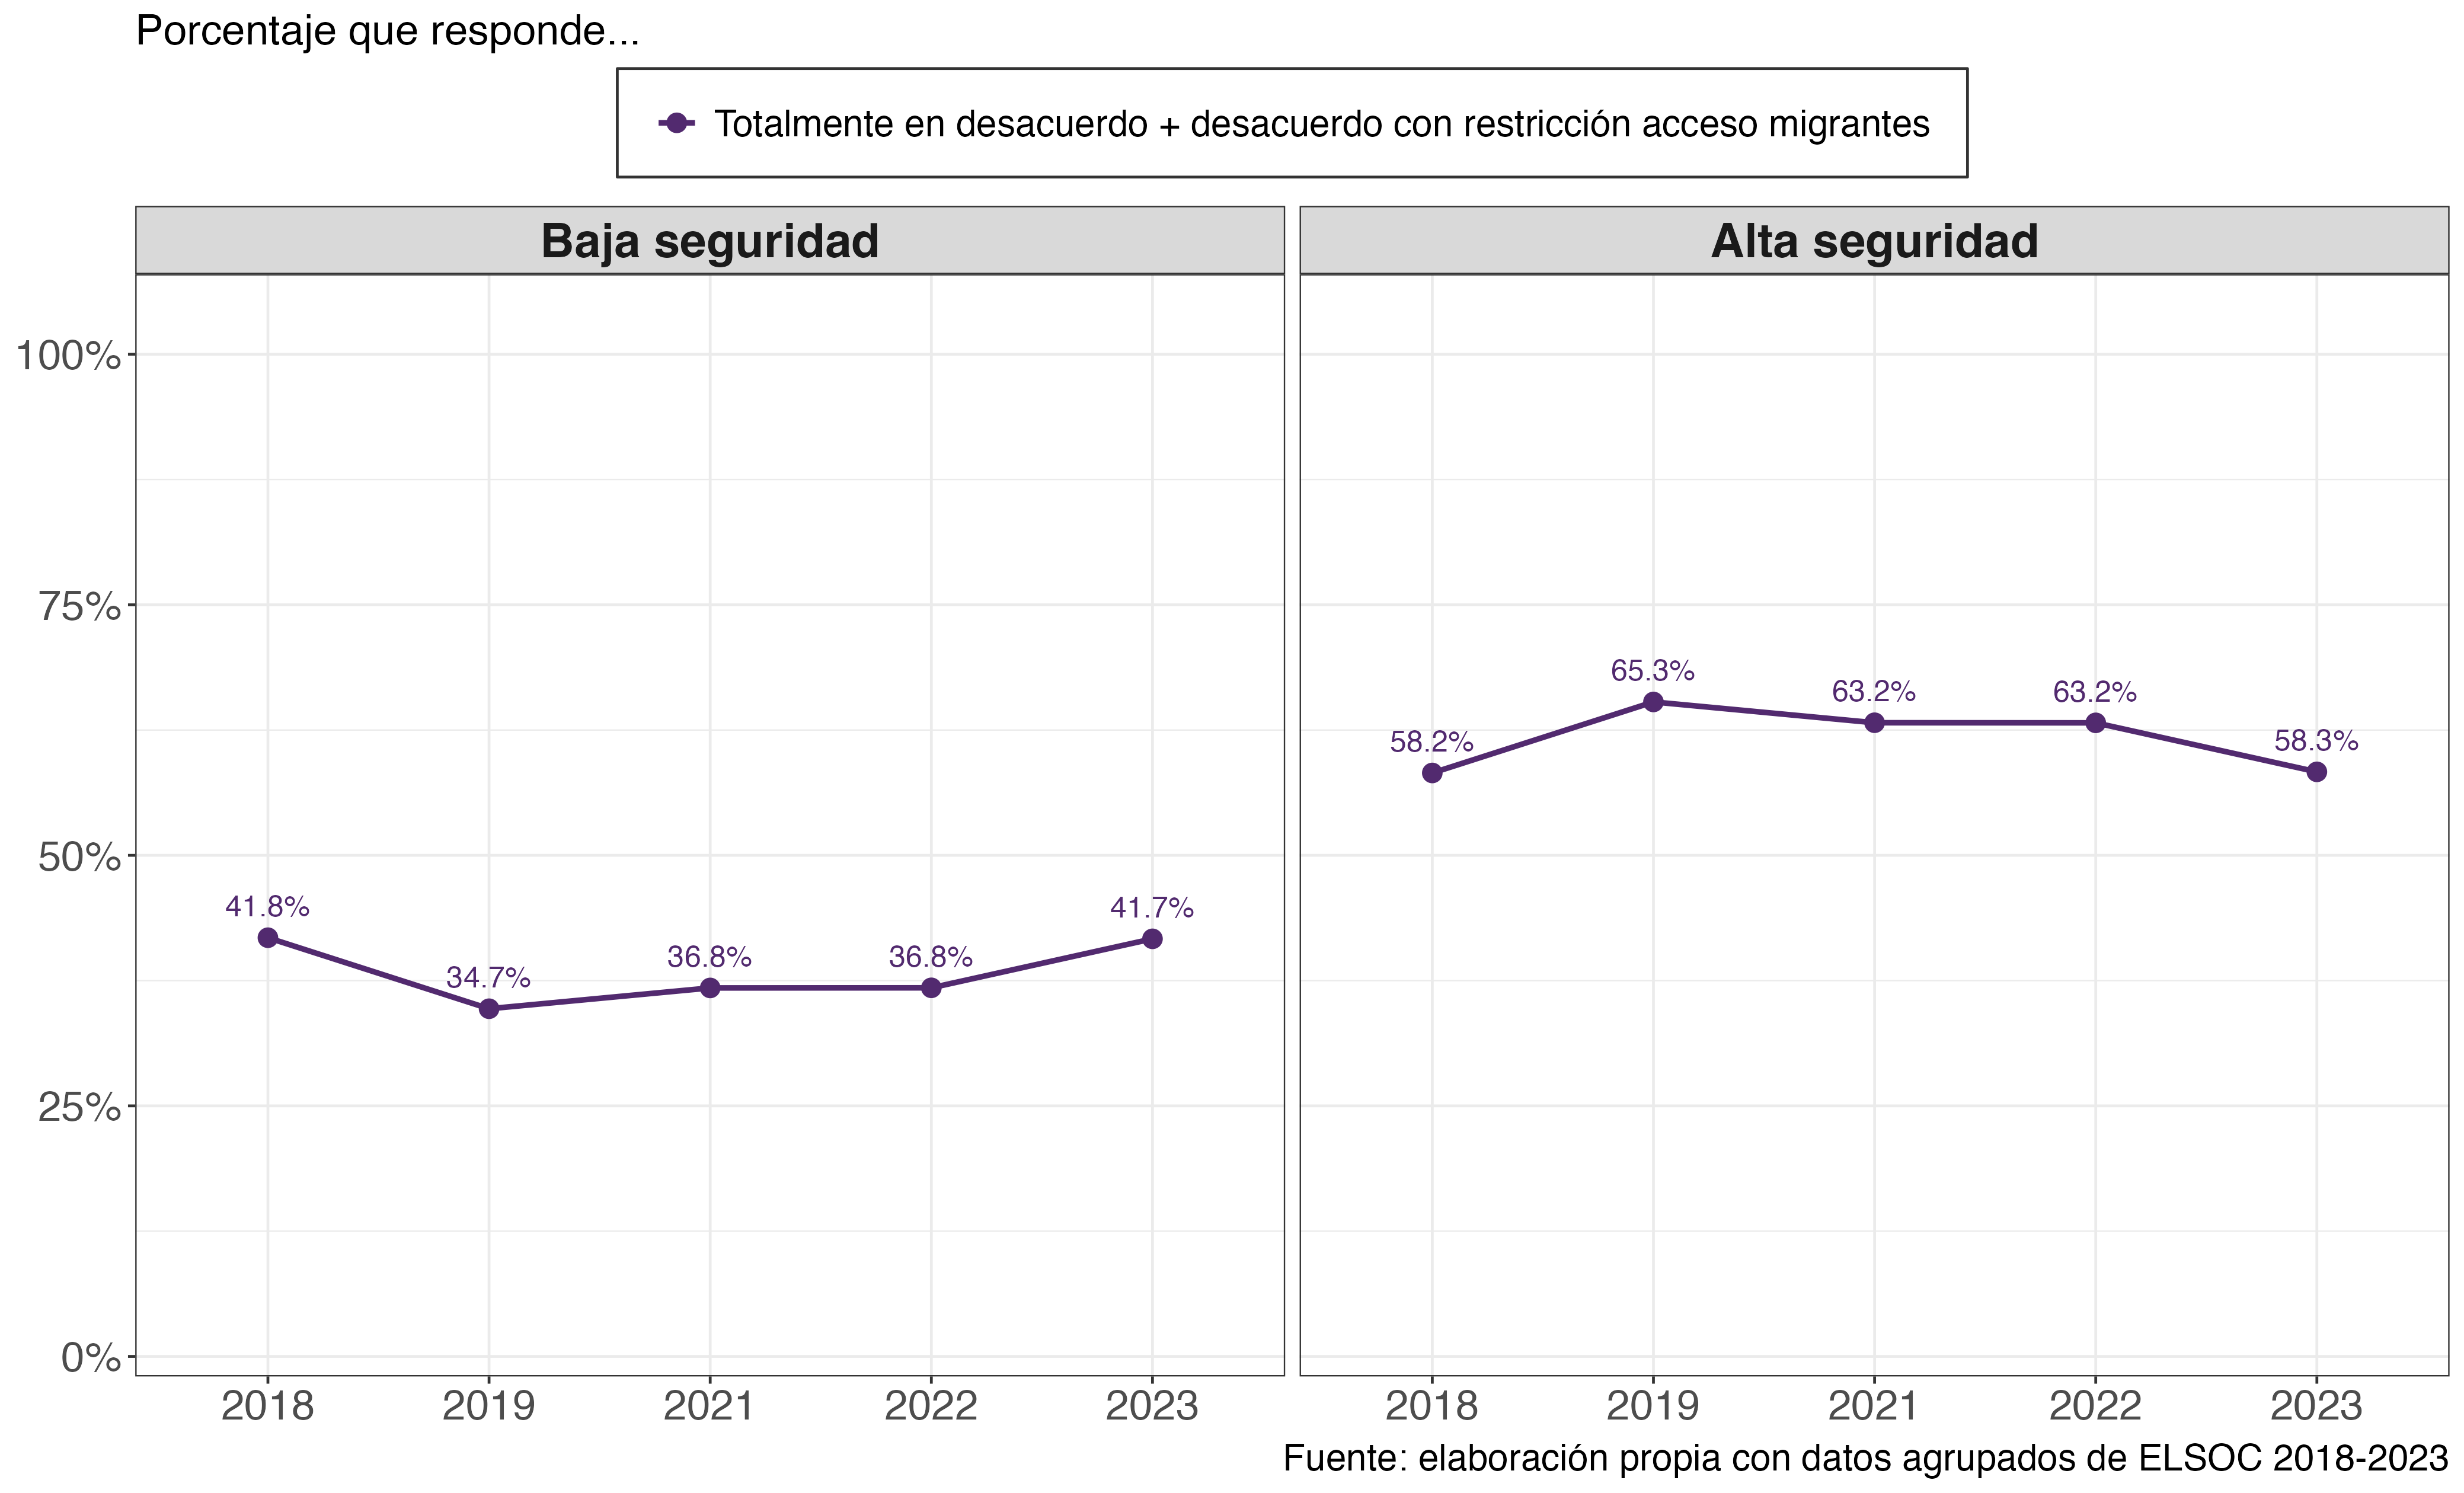 Porcentaje que responde...
Totalmente en desacuerdo + desacuerdo con restricción acceso migrantes
Baja seguridad
Alta seguridad
100%
75%
50%
25%
0%
41.8%
34.7%
36.8%
36.8%
41.7%
58.2%
65.3%
63.2%
63.2%
58.3%
2018 2019 2021 2022 2023
2018 2019 2021 2022 2023
Fuente: elaboración propia con datos agrupados de ELSOC 2018-2023